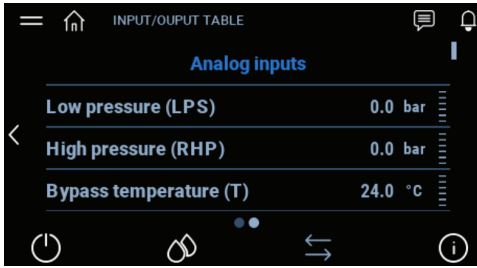 INPUT/OUPUT TABLE
Analog inputs
Low pressure (LPS) 0.0 bar
High pressure (RHP) 0.0 bar
Bypass temperature (T) 24.0 °C